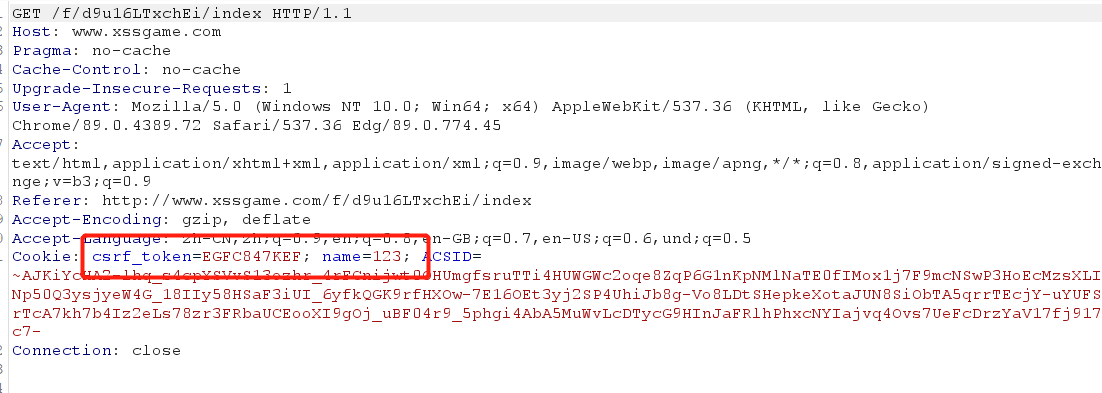 GET /f/d9u16LTxchEi/index HTTP/1.1
Host: www.xssgame.com
Pragma: no-cache
Cache-Control: no-cache
Upgrade-Insecure-Requests: 1
User-Agent: Mozilla/5.0 (Windows NT 10.0; Win64; x64) AppleWebKit/537.36 (KHTML, like Gecko)
Chrome/89.0.4389.72 Safari/537.36 Edg/89.0.774.45
Accept:
text/html,application/xhtml+xml,application/xml;q=0.9,image/webp,image/apng,*/*;q=0.8,application/signed-excha
nge;v=b3;q=0.9
Referer: http://www.xssgame.com/f/d9u16LTxchEi/index
Accept-Encoding: gzip, deflate
Accept-Language: zh-CN,zh;q=0.9,en;q=0.8,en-GB;q=0.7,en-US;q=0.6,und;q=0.5
Cookie: csrf_token=EGFC847KEF; name=123; ACSID=
Np50Q3ysjyeW4G_18IIy58HSaF3iUI_6yfkQGK9rfHXOw-7E16OEt3yj2SP4UhiJb8g-Vo8LDtSHepkeXotaJUN8SiObTA5qrrTEcjY-uYUFS
rTcA7kh7b4Iz2eLs78zr3FRbaUCEooXI9gOj_uBF04r9_5phgi4AbA5MuWvLcDTycG9HInJaFRlhPhxcNYIajvq4Ovs7UeFcDrzYaV17fj917
c7-
Connection: close